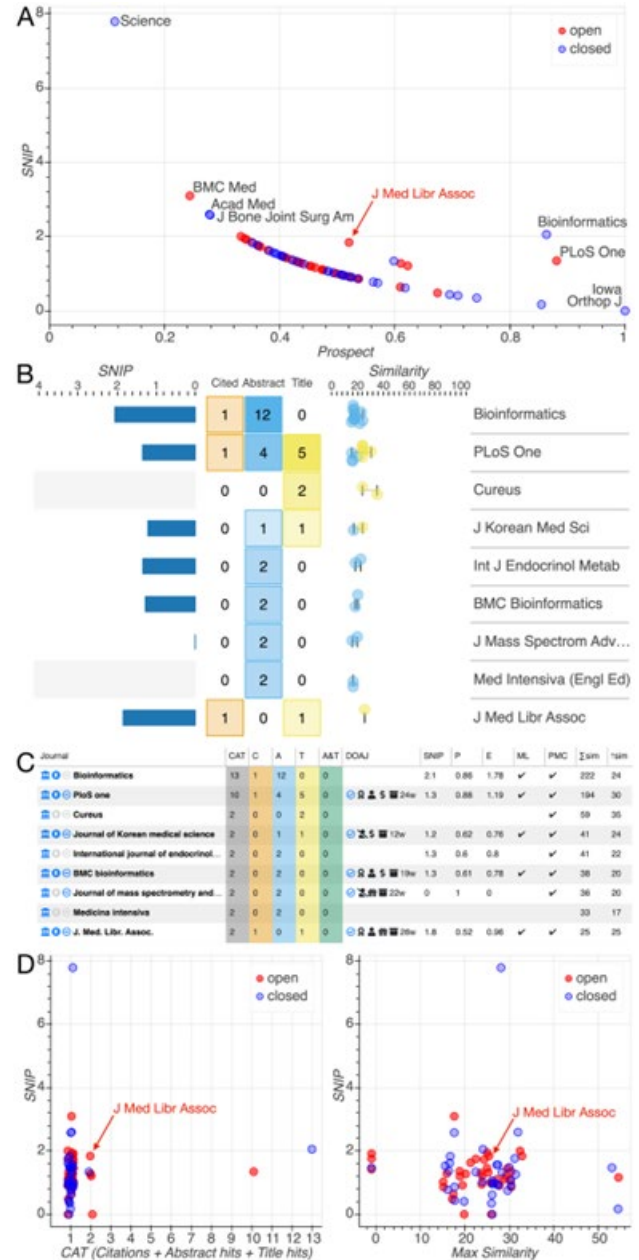 A
8
Science
open
closed
6
SNIP
4
BMC Med
J Med Libr Assoc
Acad Med
J Bone Joint Surg Am
Bioinformatics
2
PLoS One
Iowa
Orthop J
0
0 0.2 0.4 0.6 0.8 1
Prospect
B
SNIP Similarity
4 3 2 1 0 Cited Abstract Title 0 20 40 60 80 100
1 12 0 Bioinformatics
1 4 5 PLoS One
0 0 2 Cureus
0 1 1 J Korean Med Sci
0 2 0 Int J Endocrinol Metab
0 2 0 BMC Bioinformatics
0 2 0 J Mass Spectrom Adv…
0 2 0 Med Intensiva (Engl Ed)
1 0 1 J Med Libr Assoc
C
Journal CAT C A T A&T DOAJ SNIP P E ML PMC ∑sim ^sim
Bioinformatics 13 1 12 0 0 2.1 0.86 1.78 ✔ ✔ 222 24
PloS one 10 1 4 5 0 $ 24w 1.3 0.88 1.19 ✔ ✔ 194 30
Cureus 2 0 0 2 0 ✔ 59 35
Journal of Korean medical science 2 0 1 1 0 $ 12w 1.2 0.62 0.76 ✔ ✔ 41 24
International journal of endocrinol... 2 0 2 0 0 1.3 0.6 0.8 ✔ 41 22
BMC bioinformatics 2 0 2 0 0 $ 19w 1.3 0.61 0.78 ✔ ✔ 38 20
Journal of mass spectrometry and... 2 0 2 0 0 22w 0 1 0 ✔ 36 20
Medicina intensiva 2 0 2 0 0 33 17
J. Med. Libr. Assoc. 2 1 0 1 0 26w 1.8 0.52 0.96 ✔ ✔ 25 25
D
8 8
open open
closed closed
6 6
SNIP SNIP
4 4
J Med Libr Assoc J Med Libr Assoc
2 2
0 0
0 1 2 3 4 5 6 7 8 9 10 11 12 13 0 10 20 30 40 50
CAT (Citations + Abstract hits + Title hits) Max Similarity